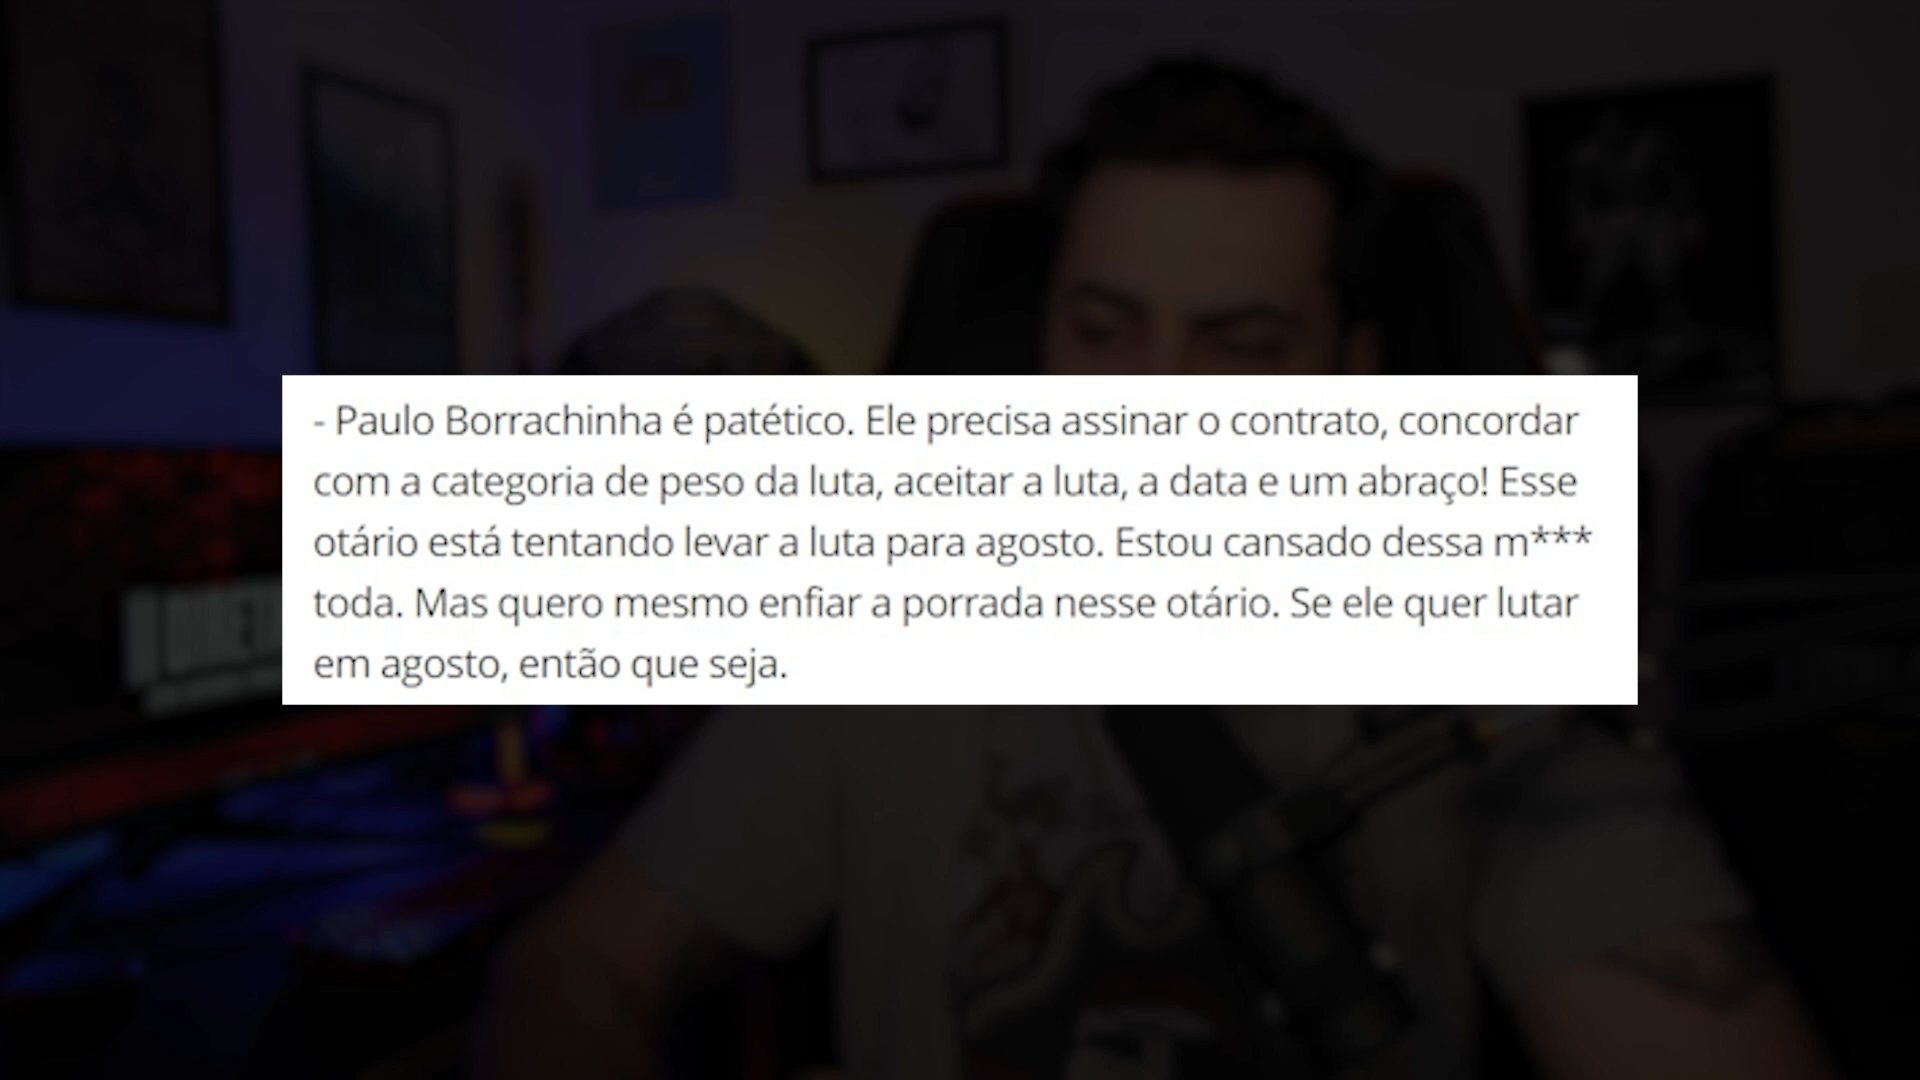 - Paulo Borrachinha é patético. Ele precisa assinar o contrato, concordar
com a categoria de peso da luta, aceitar a luta, a data e um abraço! Esse
otário está tentando levar a luta para agosto. Estou cansado dessa m***
toda. Mas quero mesmo enfiar a porrada nesse otário. Se ele quer lutar
em agosto, então que seja.